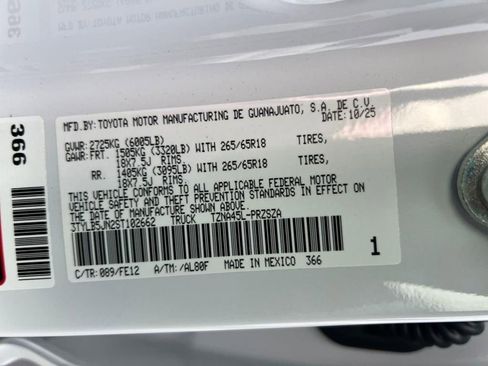 366
MFD.BY:TOYOTA MOTOR MANUFACTURING DE GUANAJUATO, S.A. DE C.V.
DATE:10/25
GVWR:2725KG (6005LB)
GAWR:FRT. 1505KG (3320LB) WITH 265/65R18 TIRES,
18X7.5J RIMS
RR. 1405KG (3095LB) WITH 265/65R18 TIRES,
18X7.5J RIMS
THIS VEHICLE CONFORMS TO ALL APPLICABLE FEDERAL MOTOR
VEHICLE SAFETY AND THEFT PREVENTION STANDARDS IN EFFECT ON
THE DATE OF MANUFACTURE SHOWN ABOVE.
3TYLB5JN2ST102662 TRUCK TZNA45L-PRZSZA
1
C/TR:089/FE12 A/TM:/AL80F MADE IN MEXICO 366